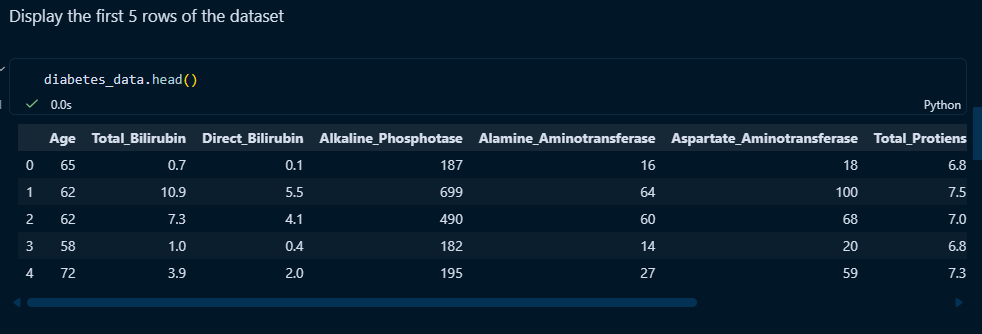 Display the first 5 rows of the dataset
diabetes_data.head()
0.0s Python
Age Total_Bilirubin Direct_Bilirubin Alkaline_Phosphotase Alamine_Aminotransferase Aspartate_Aminotransferase Total_Protiens
0 65 0.7 0.1 187 16 18 6.8
1 62 10.9 5.5 699 64 100 7.5
2 62 7.3 4.1 490 60 68 7.0
3 58 1.0 0.4 182 14 20 6.8
4 72 3.9 2.0 195 27 59 7.3